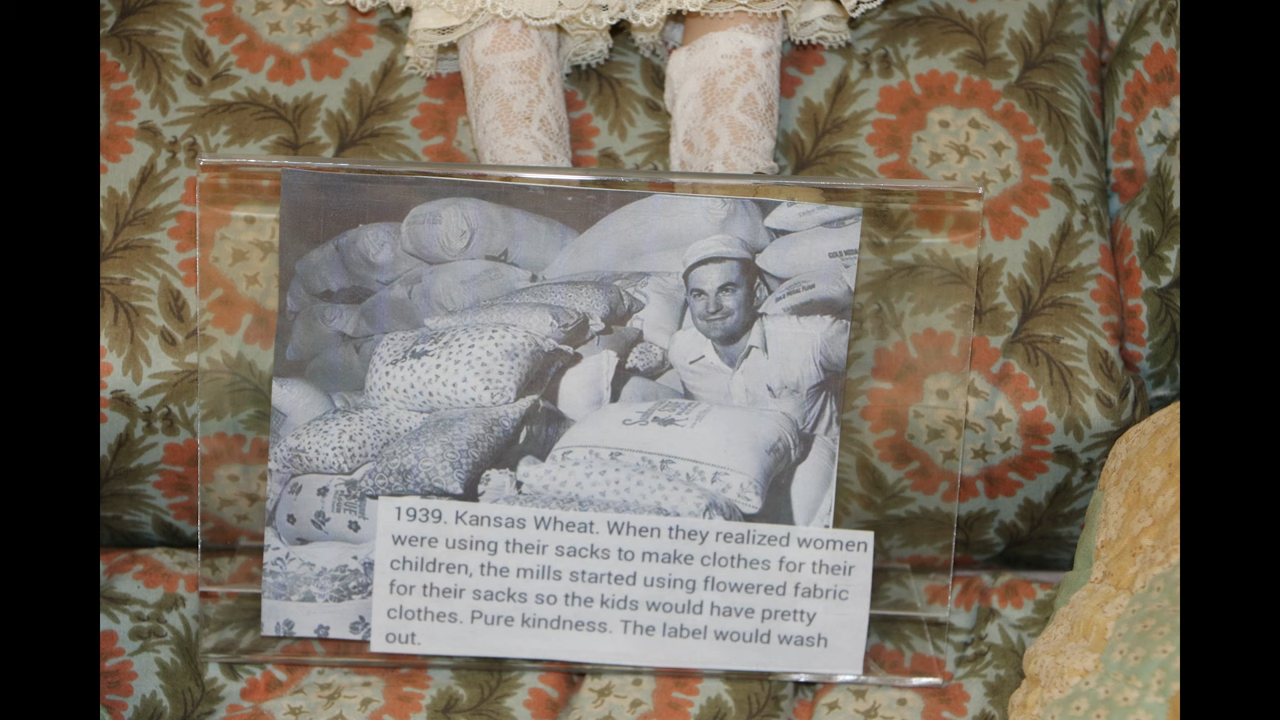 GOLD MEDAL
1939. Kansas Wheat. When they realized women
were using their sacks to make clothes for their
children, the mills started using flowered fabric
for their sacks so the kids would have pretty
clothes. Pure kindness. The label would wash
out.